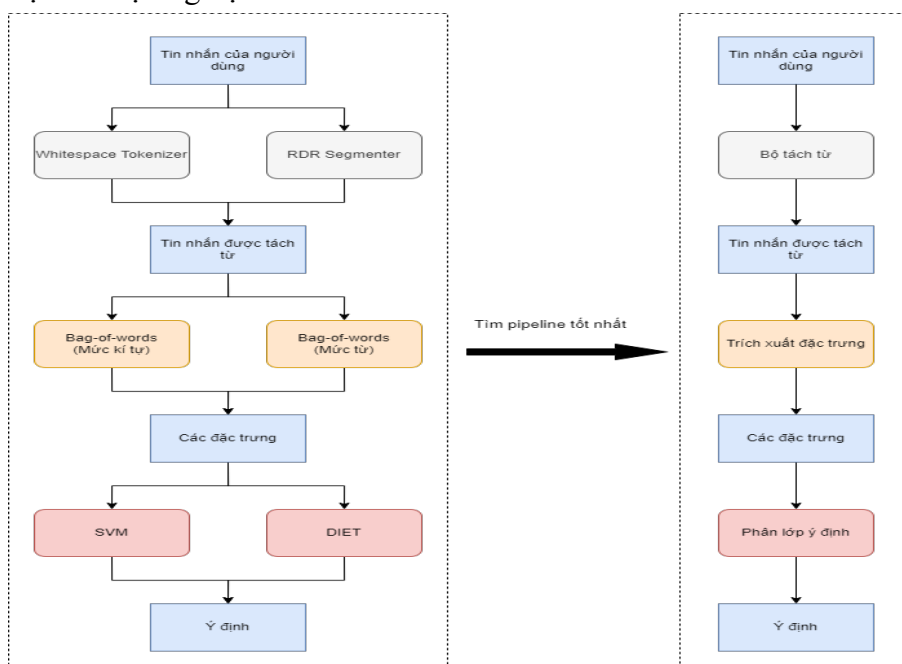 Tin nhắn của người
dùng
Whitespace Tokenizer
RDR Segmenter
Tin nhắn được tách
từ
Bag-of-words
(Mức kí tự)
Bag-of-words
(Mức từ)
Các đặc trưng
SVM
DIET
Ý định
Tìm pipeline tốt nhất
Tin nhắn của người
dùng
Bộ tách từ
Tin nhắn được tách
từ
Trích xuất đặc trưng
Các đặc trưng
Phân lớp ý định
Ý định